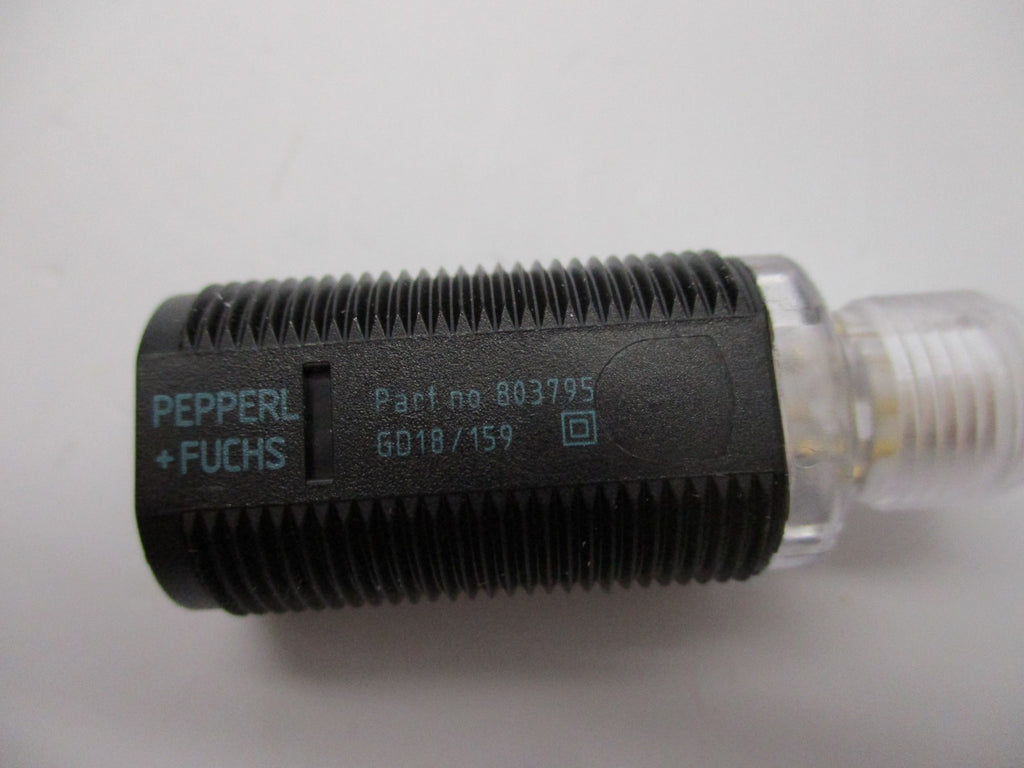 PEPPERL
+FUCHS
Part no 803795
GD18/159